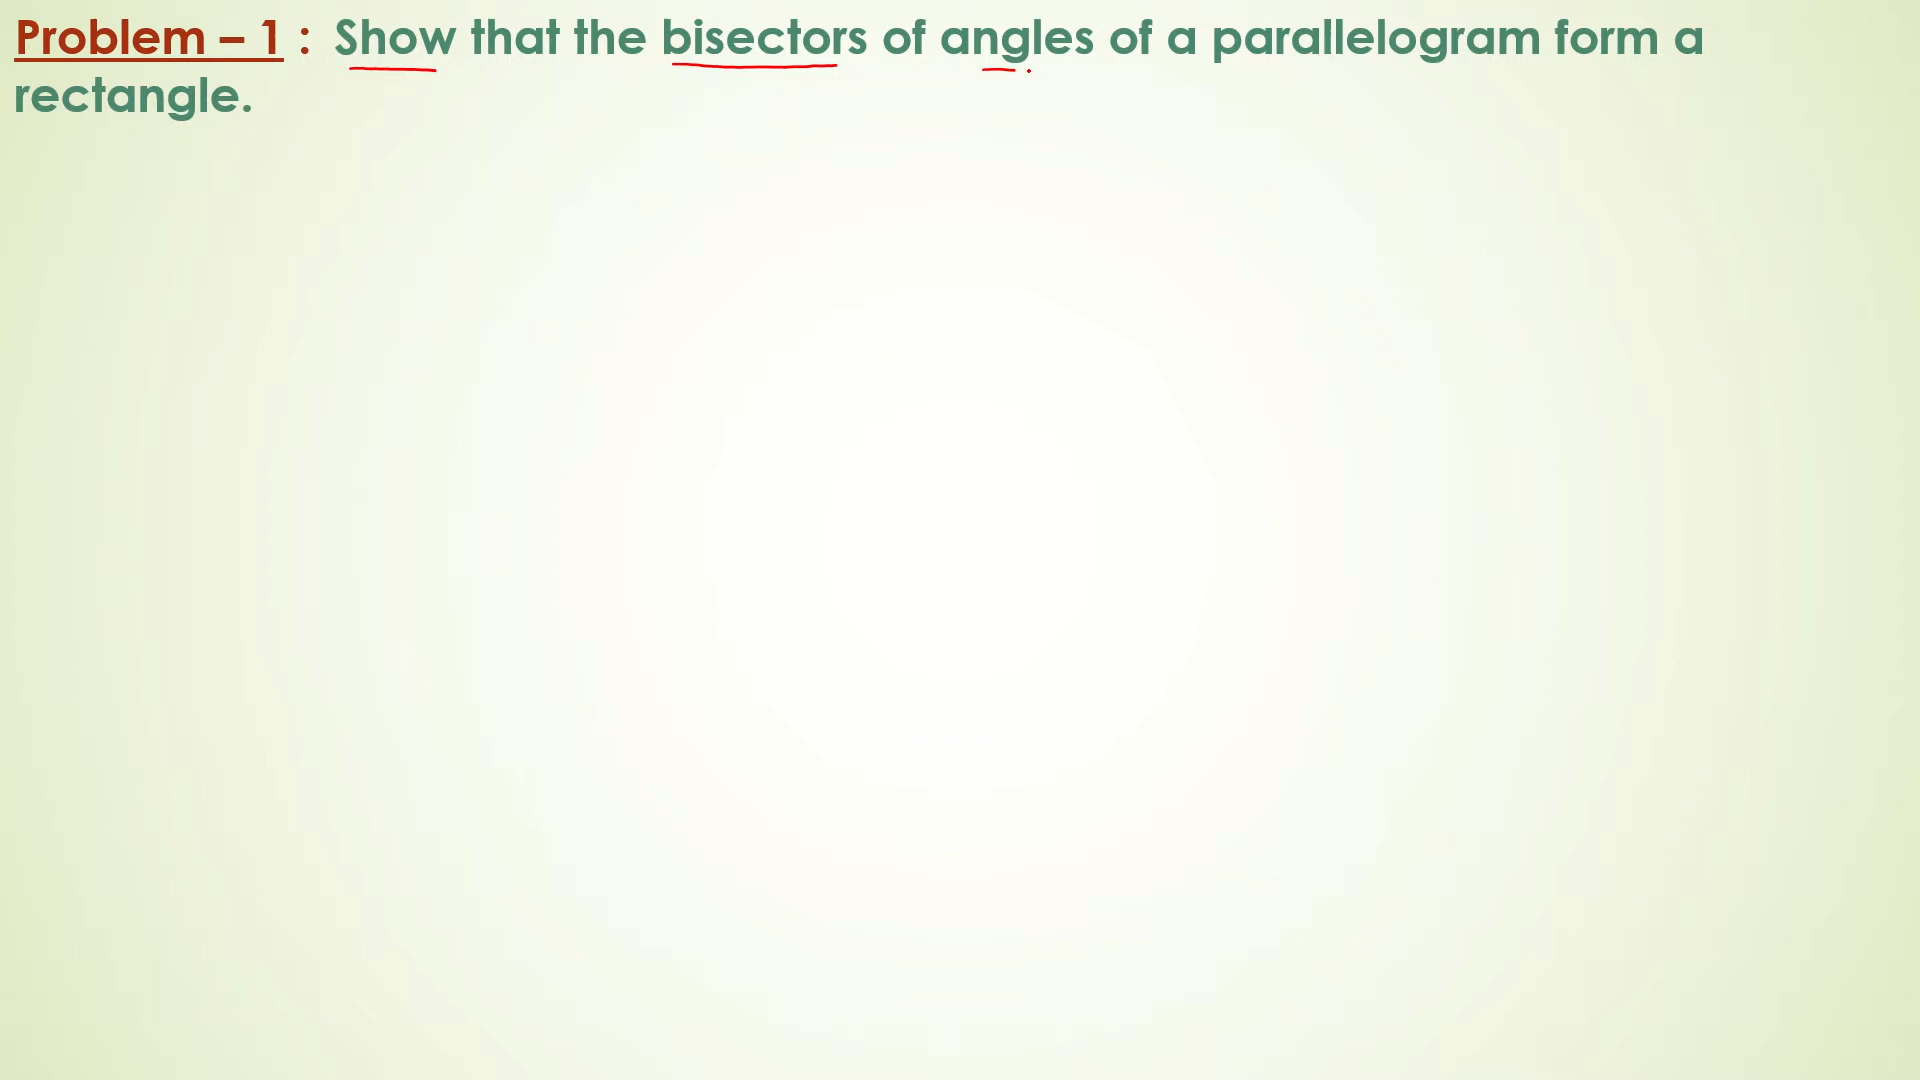 Problem – 1 : Show that the bisectors of angles of a parallelogram form a
rectangle.